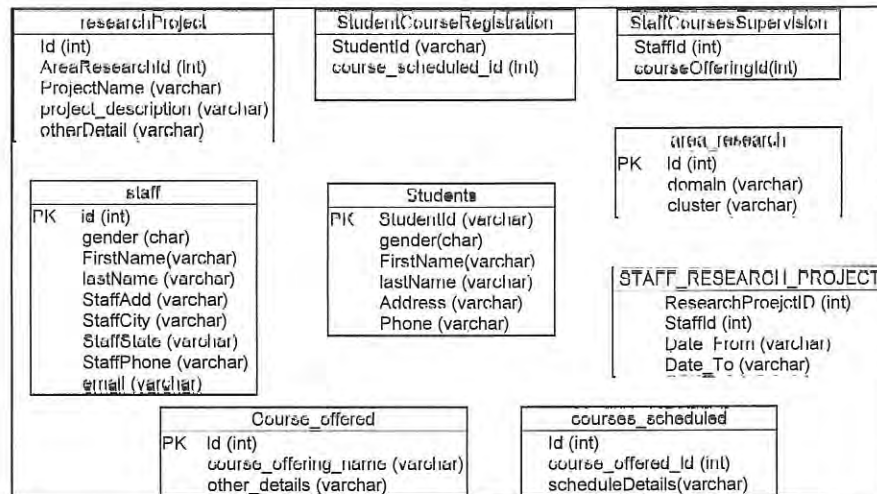 researchProject
Id (int)
AreaResearchId (int)
ProjectName (varchar)
project_description (varchar)
otherDetail (varchar)
StudentCourseRegistration
StudentId (varchar)
course_scheduled_id (int)
StaffCoursesSupervision
StaffId (int)
courseOfferingId(int)
area_research
PK Id (int)
domain (varchar)
cluster (varchar)
staff
PK id (int)
gender (char)
FirstName(varchar)
lastName (varchar)
StaffAdd (varchar)
StaffCity (varchar)
StaffState (varchar)
StaffPhone (varchar)
email (varchar)
Students
PK StudentId (varchar)
gender(char)
FirstName(varchar)
lastName (varchar)
Address (varchar)
Phone (varchar)
STAFF_RESEARCH_PROJECT
ResearchProejctID (int)
StaffId (int)
Date_From (varchar)
Date_To (varchar)
Course_offered
PK Id (int)
course_offering_name (varchar)
other_details (varchar)
courses_scheduled
Id (int)
course_offered_Id (int)
scheduleDetails(varchar)